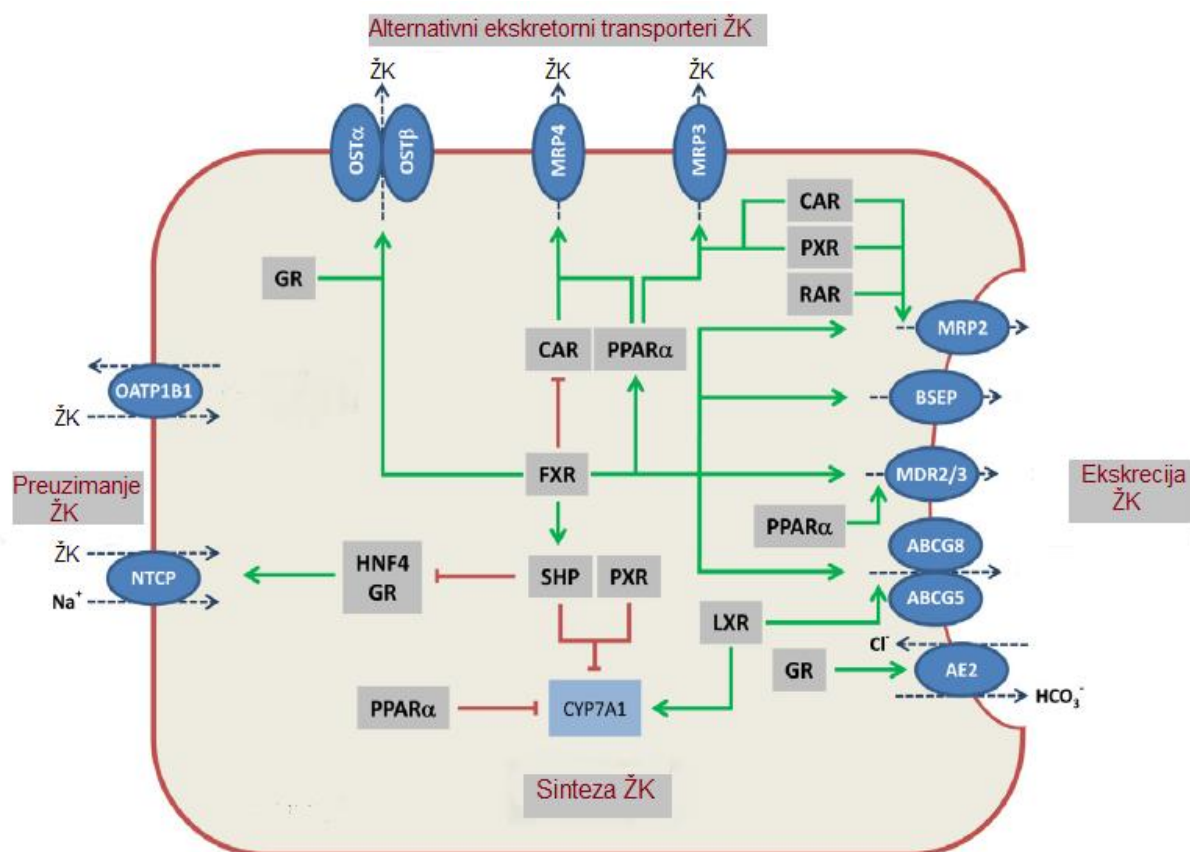 Alternativni ekskretorni transporteri ŽK
ŽK
ŽK
ŽK
OSTα
OSTβ
MRP4
MRP3
CAR
PXR
RAR
GR
MRP2
CAR
PPARα
OATP1B1
ŽK
BSEP
Preuzimanje
ŽK
FXR
MDR2/3
Ekskrecija
ŽK
PPARα
ABCG8
ŽK
NTCP
Na⁺
HNF4
GR
SHP
PXR
ABCG5
LXR
Cl⁻
GR
AE2
HCO₃⁻
PPARα
CYP7A1
Sinteza ŽK